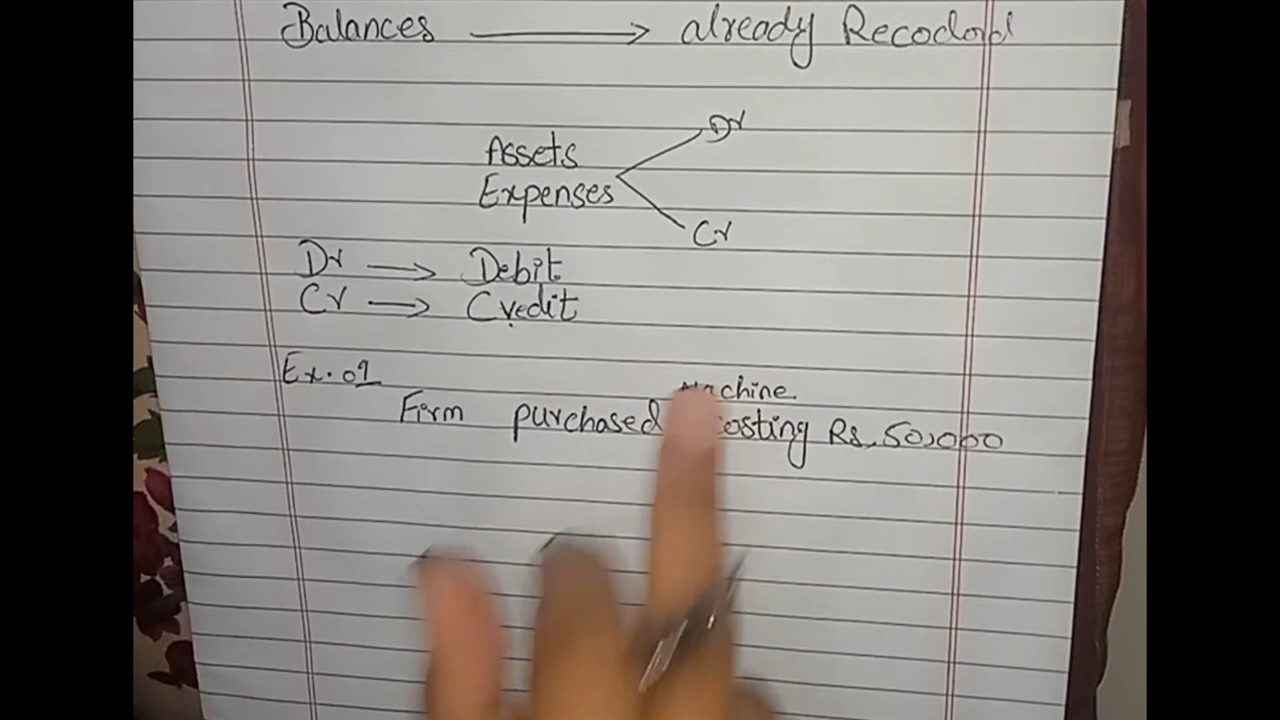 Balances → already Recoded
Dr
Assets
Expenses
Cr
Dr → Debit
Cr → Credit
Ex.01
Machine.
Firm purchased costing Rs. 50,000